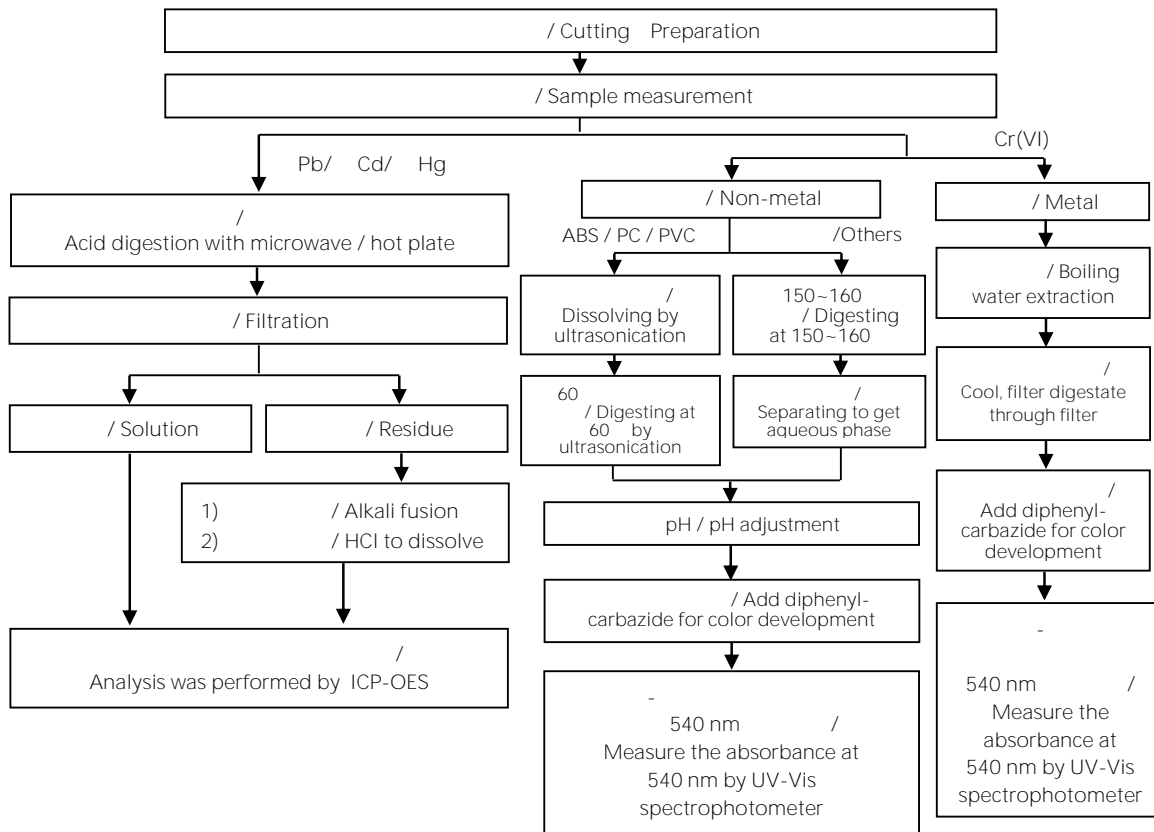 / Cutting Preparation
/ Sample measurement
Pb/ Cd/ Hg
Cr(VI)
/
Acid digestion with microwave / hot plate
/ Filtration
/ Solution
/ Residue
1) / Alkali fusion
2) / HCl to dissolve
/
Analysis was performed by ICP-OES
/ Non-metal
ABS / PC / PVC
/Others
/
Dissolving by
ultrasonication
60
/ Digesting at
60 by
ultrasonication
150~160
/ Digesting
at 150~160
/
Separating to get
aqueous phase
pH / pH adjustment
/ Add diphenyl-
carbazide for color development
-
540 nm /
Measure the absorbance at
540 nm by UV-Vis
spectrophotometer
/ Metal
/ Boiling
water extraction
/
Cool, filter digestate
through filter
/
Add diphenyl-
carbazide for color
development
-
540 nm /
Measure the
absorbance at
540 nm by UV-Vis
spectrophotometer